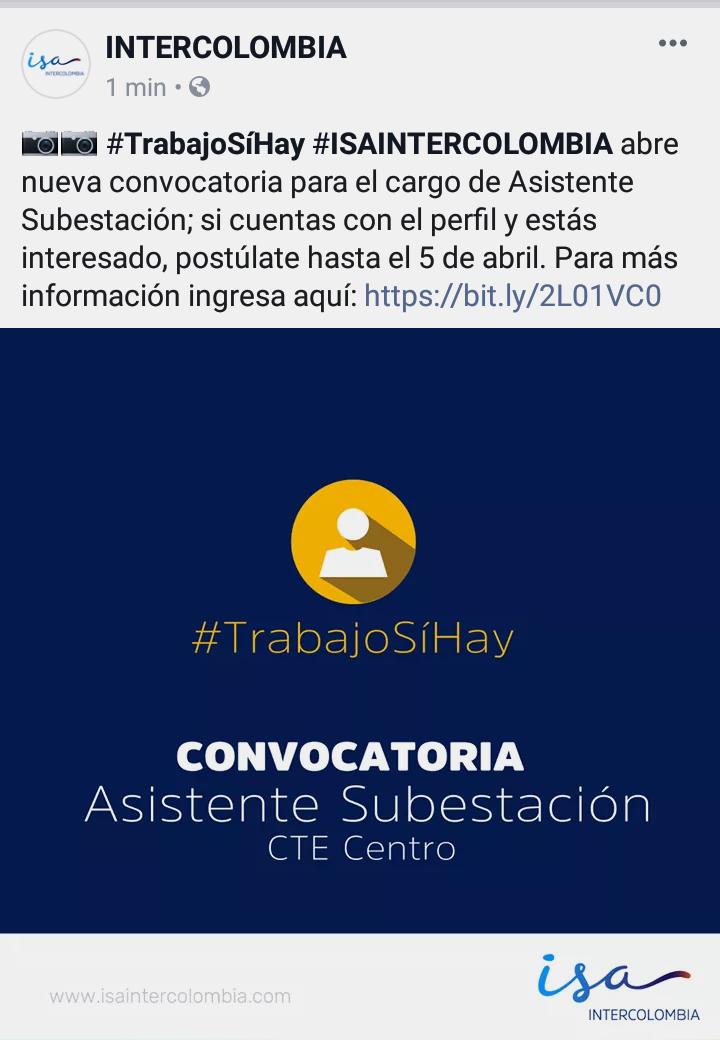 isa
INTERCOLOMBIA
INTERCOLOMBIA
1 min •
#TrabajoSíHay #ISAINTERCOLOMBIA abre
nueva convocatoria para el cargo de Asistente
Subestación; si cuentas con el perfil y estás
interesado, postúlate hasta el 5 de abril. Para más
información ingresa aquí: https://bit.ly/2L01VC0
#TrabajoSíHay
CONVOCATORIA
Asistente Subestación
CTE Centro
www.isaintercolombia.com
isa
INTERCOLOMBIA